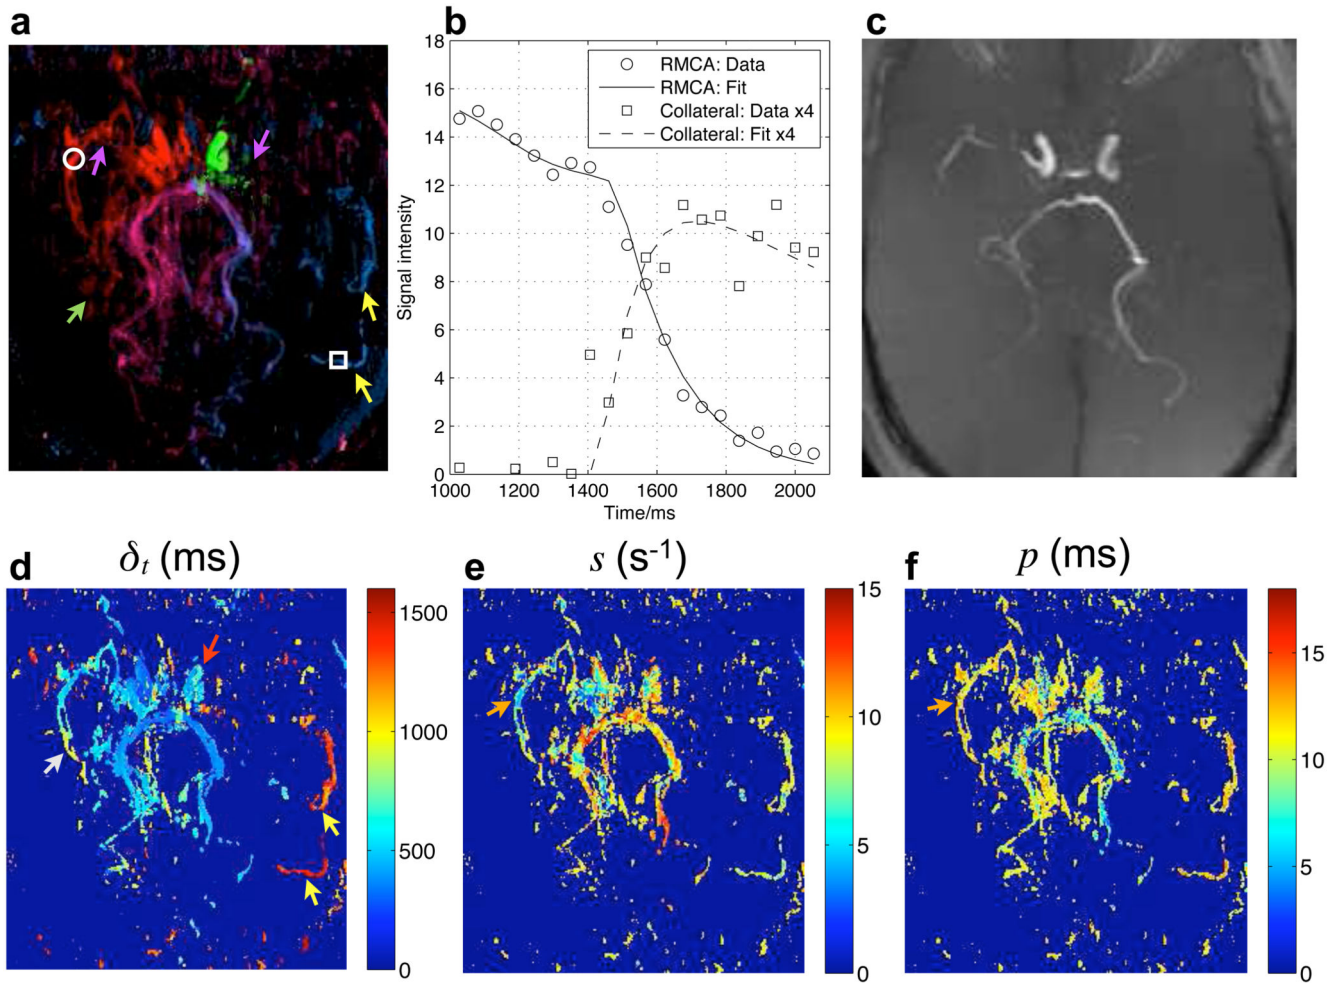 a
b
c
18
16
14
12
10
8
6
4
2
0
Signal intensity
RMCA: Data
RMCA: Fit
Collateral: Data x4
Collateral: Fit x4
1000 1200 1400 1600 1800 2000
Time/ms
d δt (ms)
e s (s-1)
f p (ms)
1500
1000
500
0
15
10
5
0
15
10
5
0